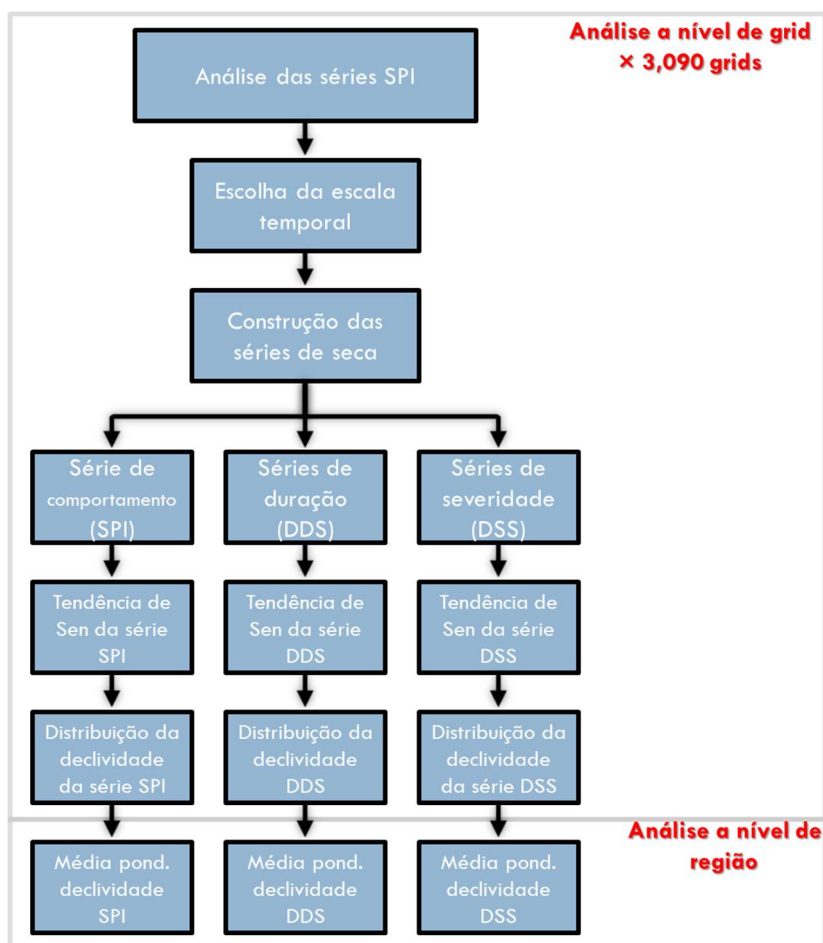 Análise a nível de grid
× 3,090 grids
Análise das séries SPI
Escolha da escala
temporal
Construção das
séries de seca
Série de
comportamento
(SPI)
Séries de
duração
(DDS)
Séries de
severidade
(DSS)
Tendência de
Sen da série
SPI
Tendência de
Sen da série
DDS
Tendência de
Sen da série
DSS
Distribuição da
declividade
da série SPI
Distribuição da
declividade
DDS
Distribuição da
declividade
da série DSS
Análise a nível de
região
Média pond.
declividade
SPI
Média pond.
declividade
DDS
Média pond.
declividade
DSS